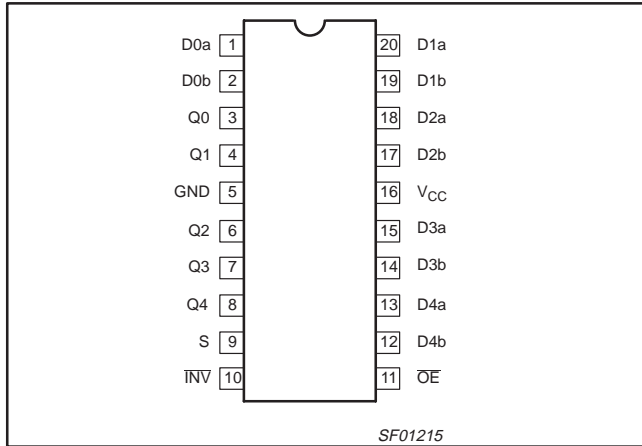 D0a 1 20 D1a
D0b 2 19 D1b
Q0 3 18 D2a
Q1 4 17 D2b
GND 5 16 VCC
Q2 6 15 D3a
Q3 7 14 D3b
Q4 8 13 D4a
S 9 12 D4b
I̅N̅V̅ 10 11 O̅E̅
SF01215